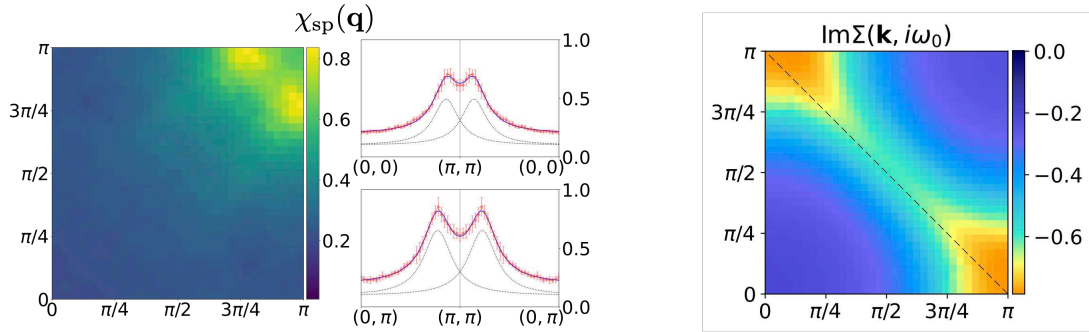 χsp(q)
π
3π/4
π/2
π/4
0
0 π/4 π/2 3π/4 π
0.8
0.6
0.4
0.2
1.0
0.5
0.0
(0, 0) (π, π) (0, 0)
1.0
0.5
0.0
(0, π) (π, π) (0, π)
ImΣ(k, iω₀)
π
3π/4
π/2
π/4
0
0 π/4 π/2 3π/4 π
0.0
−0.2
−0.4
−0.6